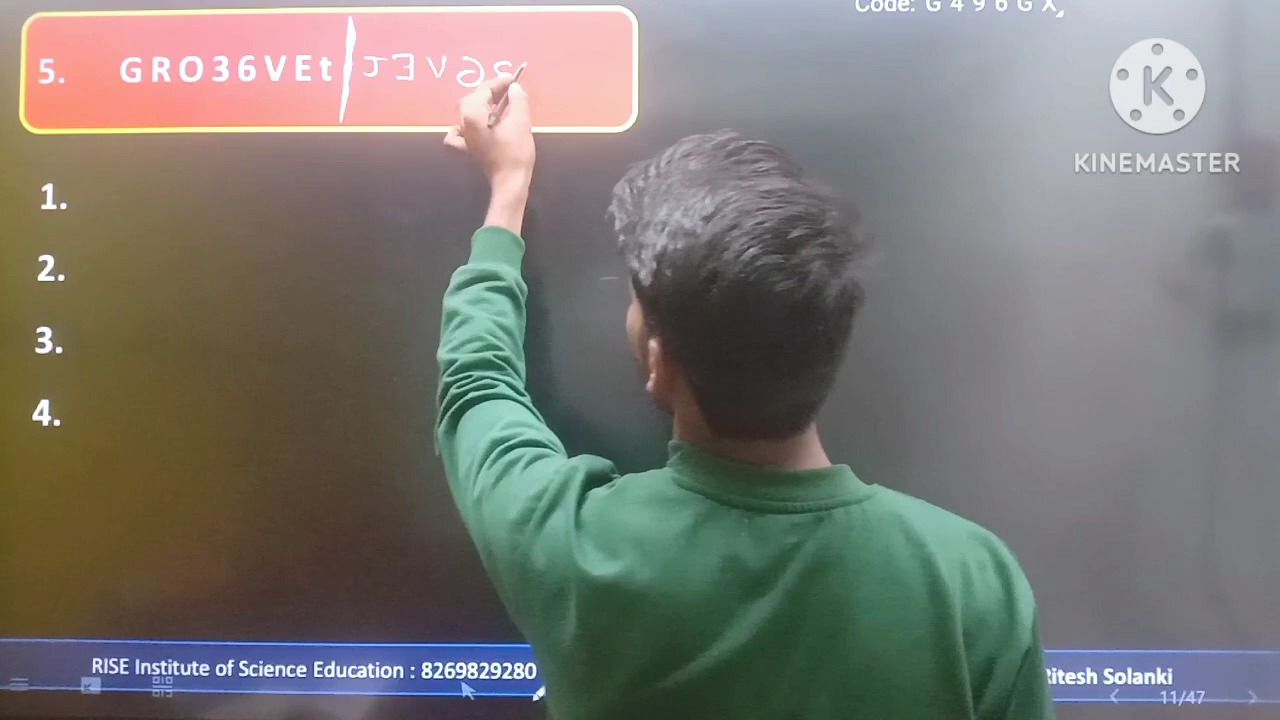 Code: G 4 9 6 G X,
5. GRO36VEt
K
KINEMASTER
1.
2.
3.
4.
RISE Institute of Science Education : 8269829280
Ritesh Solanki
11/47